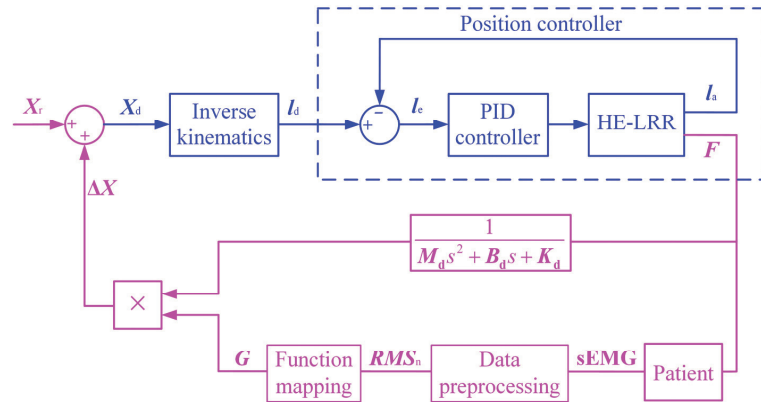 Position controller
Xr
+
+
Xd
Inverse
kinematics
ld
+
−
le
PID
controller
HE-LRR
la
F
ΔX
1
Mds² + Bds + Kd
×
G
Function
mapping
RMSn
Data
preprocessing
sEMG
Patient